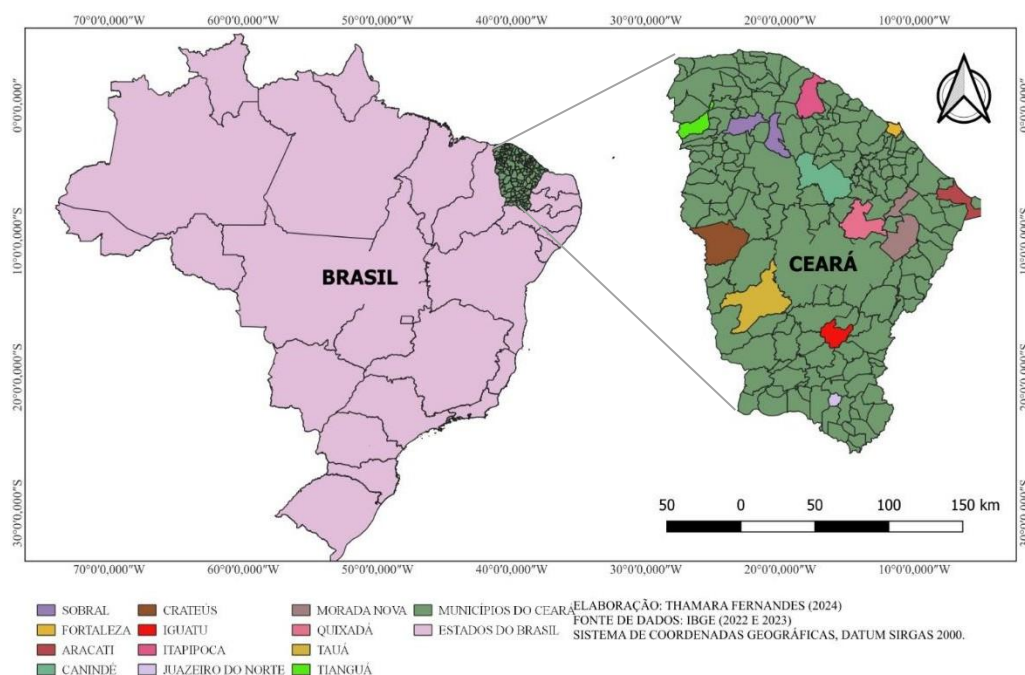 70°0'0,000"W 60°0'0,000"W 50°0'0,000"W 40°0'0,000"W 30°0'0,000"W 20°0'0,000"W 10°0'0,000"W
0°0'0,000"
10°0'0,000"S
20°0'0,000"S
30°0'0,000"S
BRASIL
CEARÁ
50 0 50 100 150 km
70°0'0,000"W 60°0'0,000"W 50°0'0,000"W 40°0'0,000"W 30°0'0,000"W 20°0'0,000"W 10°0'0,000"W
SOBRAL
FORTALEZA
ARACATI
CANINDÉ
CRATEÚS
IGUATU
ITAPIPOCA
JUAZEIRO DO NORTE
MORADA NOVA
QUIXADÁ
TAUÁ
TIANGUÁ
MUNICÍPIOS DO CEARÁ
ESTADOS DO BRASIL
ELABORAÇÃO: THAMARA FERNANDES (2024)
FONTE DE DADOS: IBGE (2022 E 2023)
SISTEMA DE COORDENADAS GEOGRÁFICAS, DATUM SIRGAS 2000.